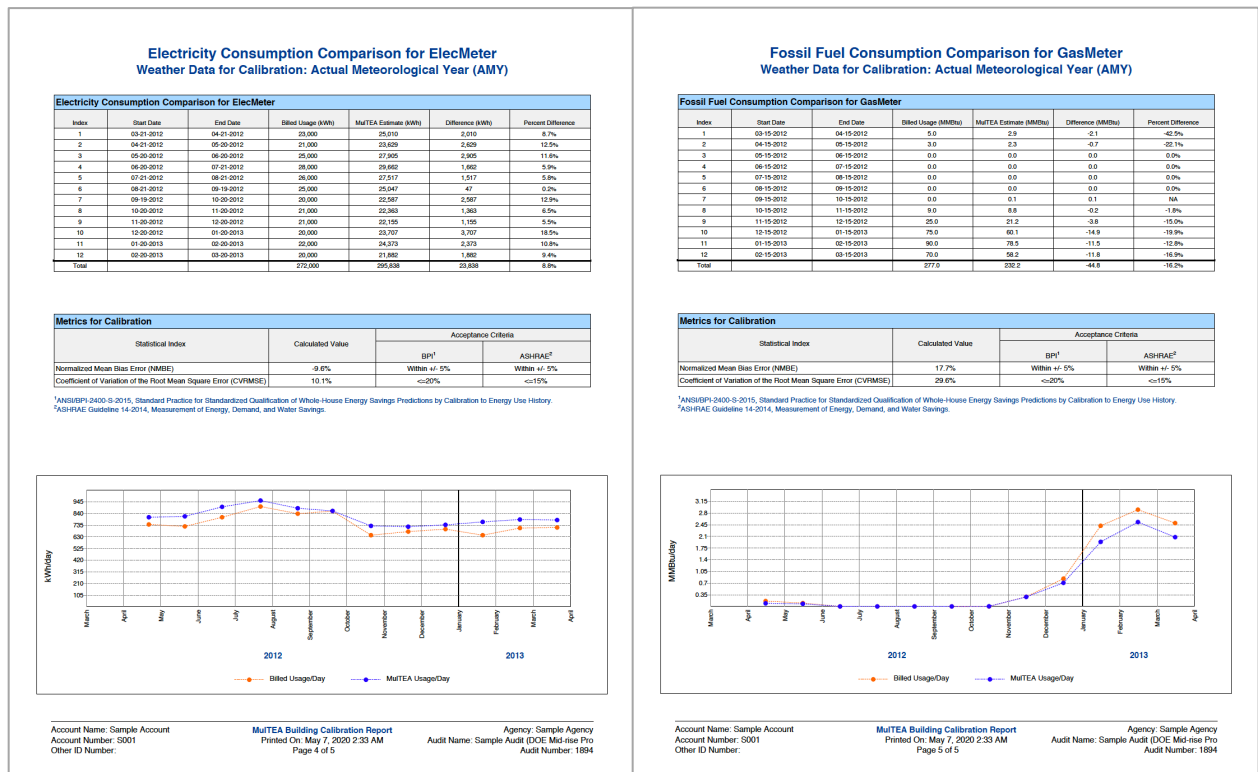 Electricity Consumption Comparison for ElecMeter
Weather Data for Calibration: Actual Meteorological Year (AMY)
Electricity Consumption Comparison for ElecMeter
Index Start Date End Date Billed Usage (kWh) MulTEA Estimate (kWh) Difference (kWh) Percent Difference
1 03-21-2012 04-21-2012 23,000 25,010 2,010 8.7%
2 04-21-2012 05-20-2012 21,000 23,629 2,629 12.5%
3 05-20-2012 06-20-2012 25,000 27,905 2,905 11.6%
4 06-20-2012 07-21-2012 28,000 29,662 1,662 5.9%
5 07-21-2012 08-21-2012 26,000 27,517 1,517 5.8%
6 08-21-2012 09-19-2012 25,000 25,047 47 0.2%
7 09-19-2012 10-20-2012 20,000 22,587 2,587 12.9%
8 10-20-2012 11-20-2012 21,000 22,363 1,363 6.5%
9 11-20-2012 12-20-2012 21,000 22,155 1,155 5.5%
10 12-20-2012 01-20-2013 20,000 23,707 3,707 18.5%
11 01-20-2013 02-20-2013 22,000 24,373 2,373 10.8%
12 02-20-2013 03-20-2013 20,000 21,882 1,882 9.4%
Total 272,000 295,838 23,838 8.8%
Metrics for Calibration
Statistical Index Calculated Value Acceptance Criteria
BPI¹ ASHRAE²
Normalized Mean Bias Error (NMBE) -9.6% Within +/- 5% Within +/- 5%
Coefficient of Variation of the Root Mean Square Error (CVRMSE) 10.1% <=20% <=15%
¹ANSI/BPI-2400-S-2015, Standard Practice for Standardized Qualification of Whole-House Energy Savings Predictions by Calibration to Energy Use History.
²ASHRAE Guideline 14-2014, Measurement of Energy, Demand, and Water Savings.
kWh/day
945
840
735
630
525
420
315
210
105
March April May June July August September October November December January February March April
2012 2013
Billed Usage/Day MulTEA Usage/Day
Account Name: Sample Account MulTEA Building Calibration Report Agency: Sample Agency
Account Number: S001 Printed On: May 7, 2020 2:33 AM Audit Name: Sample Audit (DOE Mid-rise Pro
Other ID Number: Page 4 of 5 Audit Number: 1894
Fossil Fuel Consumption Comparison for GasMeter
Weather Data for Calibration: Actual Meteorological Year (AMY)
Fossil Fuel Consumption Comparison for GasMeter
Index Start Date End Date Billed Usage (MMBtu) MulTEA Estimate (MMBtu) Difference (MMBtu) Percent Difference
1 03-15-2012 04-15-2012 5.0 2.9 -2.1 -42.5%
2 04-15-2012 05-15-2012 3.0 2.3 -0.7 -22.1%
3 05-15-2012 06-15-2012 0.0 0.0 0.0 0.0%
4 06-15-2012 07-15-2012 0.0 0.0 0.0 0.0%
5 07-15-2012 08-15-2012 0.0 0.0 0.0 0.0%
6 08-15-2012 09-15-2012 0.0 0.0 0.0 0.0%
7 09-15-2012 10-15-2012 0.0 0.1 0.1 NA
8 10-15-2012 11-15-2012 9.0 8.8 -0.2 -1.8%
9 11-15-2012 12-15-2012 25.0 21.2 -3.8 -15.0%
10 12-15-2012 01-15-2013 75.0 60.1 -14.9 -19.9%
11 01-15-2013 02-15-2013 90.0 78.5 -11.5 -12.8%
12 02-15-2013 03-15-2013 70.0 58.2 -11.8 -16.9%
Total 277.0 232.2 -44.8 -16.2%
Metrics for Calibration
Statistical Index Calculated Value Acceptance Criteria
BPI¹ ASHRAE²
Normalized Mean Bias Error (NMBE) 17.7% Within +/- 5% Within +/- 5%
Coefficient of Variation of the Root Mean Square Error (CVRMSE) 29.6% <=20% <=15%
¹ANSI/BPI-2400-S-2015, Standard Practice for Standardized Qualification of Whole-House Energy Savings Predictions by Calibration to Energy Use History.
²ASHRAE Guideline 14-2014, Measurement of Energy, Demand, and Water Savings.
MMBtu/day
3.15
2.8
2.45
2.1
1.75
1.4
1.05
0.7
0.35
March April May June July August September October November December January February March April
2012 2013
Billed Usage/Day MulTEA Usage/Day
Account Name: Sample Account MulTEA Building Calibration Report Agency: Sample Agency
Account Number: S001 Printed On: May 7, 2020 2:33 AM Audit Name: Sample Audit (DOE Mid-rise Pro
Other ID Number: Page 5 of 5 Audit Number: 1894